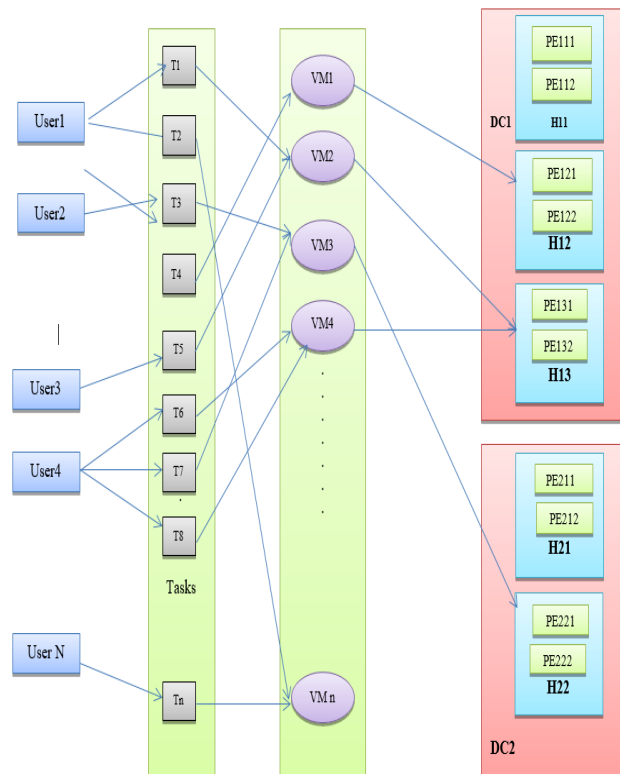 User1
User2
User3
User4
User N
T1
T2
T3
T4
T5
T6
T7
T8
Tasks
Tn
VM1
VM2
VM3
VM4
VM n
DC1
PE111
PE112
H11
PE121
PE122
H12
PE131
PE132
H13
PE211
PE212
H21
PE221
PE222
H22
DC2